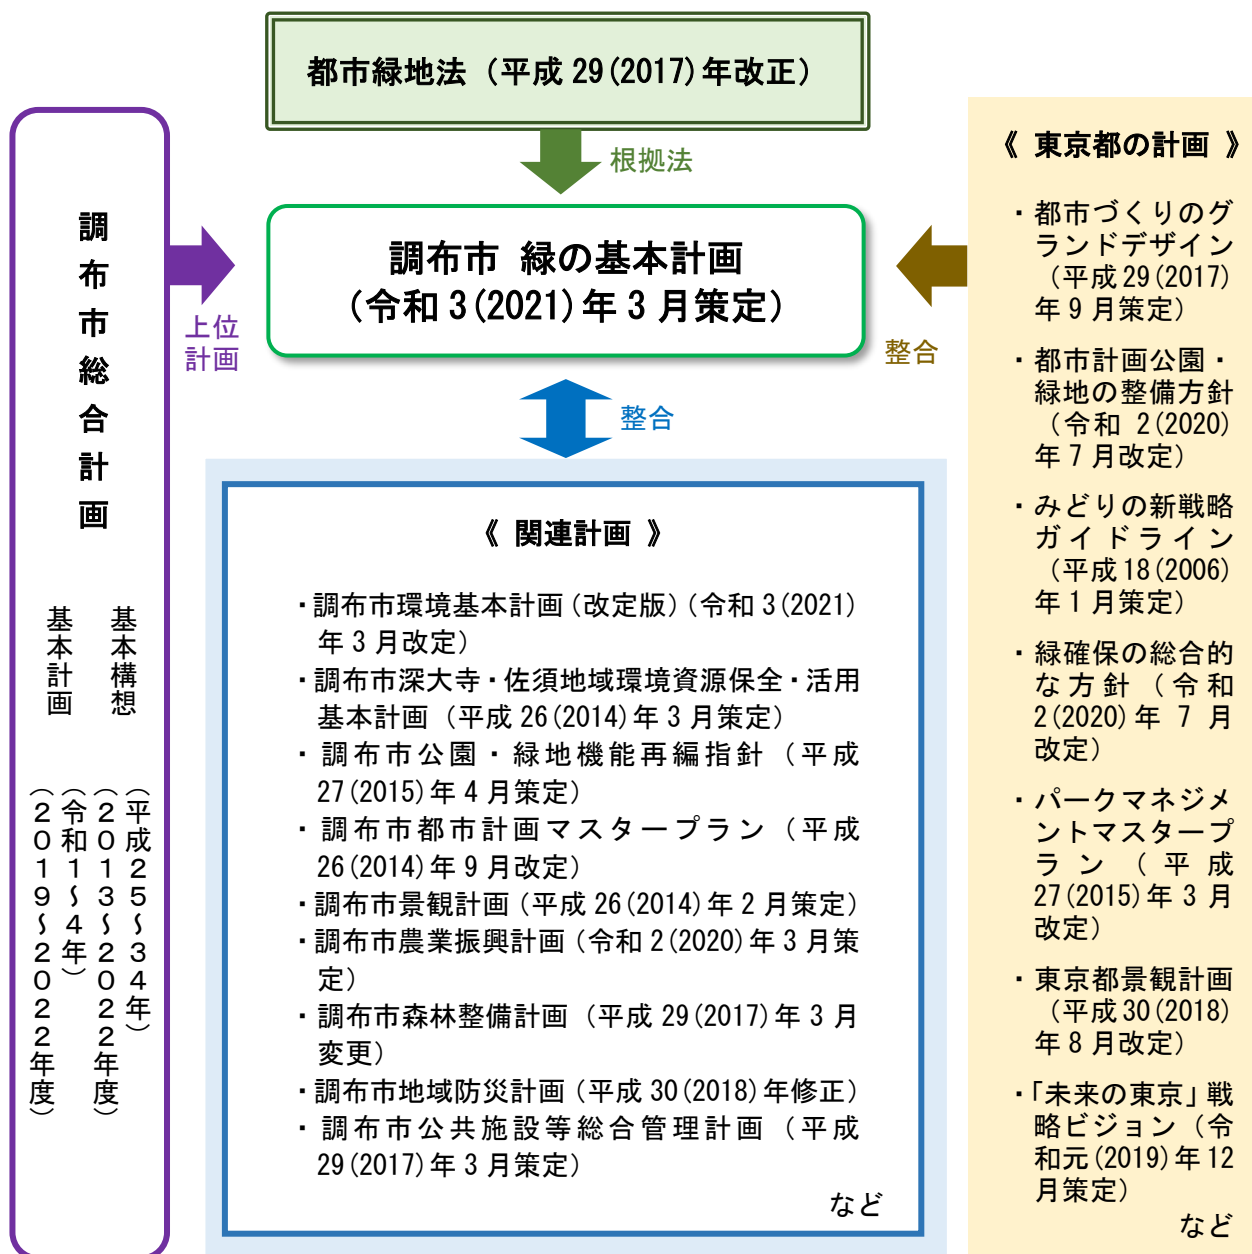 都市緑地法（平成 29(2017)年改正）
根拠法
調布市総合計画
基本構想　（平成２５～３４年）
（２０１３～２０２２年度）
基本計画　（令和１～４年）
（２０１９～２０２２年度）
上位
計画
調布市 緑の基本計画
（令和 3(2021)年 3 月策定）
整合
整合
《 関連計画 》
・調布市環境基本計画(改定版)(令和 3(2021)
年 3 月改定)
・調布市深大寺・佐須地域環境資源保全・活用
基本計画（平成 26(2014)年 3 月策定）
・調布市公園・緑地機能再編指針（平成
27(2015)年 4 月策定）
・調布市都市計画マスタープラン（平成
26(2014)年 9 月改定）
・調布市景観計画(平成 26(2014)年 2 月策定)
・調布市農業振興計画(令和 2(2020)年 3 月策
定)
・調布市森林整備計画（平成 29(2017)年 3 月
変更）
・調布市地域防災計画(平成 30(2018)年修正)
・調布市公共施設等総合管理計画（平成
29(2017)年 3 月策定）
など
《 東京都の計画 》
・都市づくりのグ
ランドデザイン
（平成 29(2017)
年 9 月策定）
・都市計画公園・
緑地の整備方針
（令和 2(2020)
年 7 月改定）
・みどりの新戦略
ガイドライン
（平成 18(2006)
年 1 月策定）
・緑確保の総合的
な方針（令和
2(2020)年 7 月
改定）
・パークマネジメ
ントマスタープ
ラン（平成
27(2015)年 3 月
改定）
・東京都景観計画
（平成 30(2018)
年 8 月改定）
・「未来の東京」戦
略ビジョン（令
和元(2019)年 12
月策定）
など